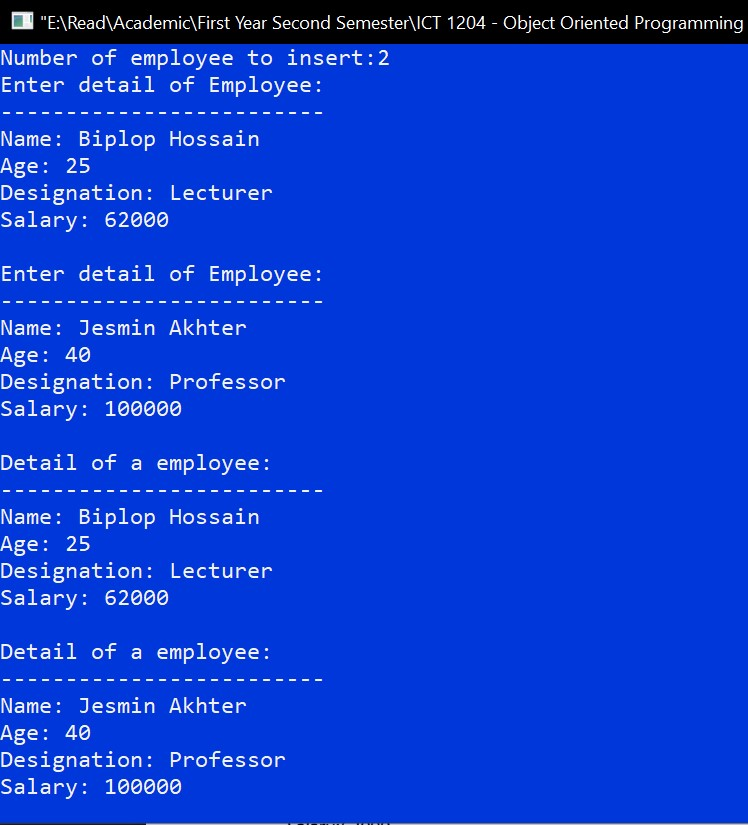 "E:\Read\Academic\First Year Second Semester\ICT 1204 - Object Oriented Programming
Number of employee to insert:2
Enter detail of Employee:
-------------------------
Name: Biplop Hossain
Age: 25
Designation: Lecturer
Salary: 62000
Enter detail of Employee:
-------------------------
Name: Jesmin Akhter
Age: 40
Designation: Professor
Salary: 100000
Detail of a employee:
-------------------------
Name: Biplop Hossain
Age: 25
Designation: Lecturer
Salary: 62000
Detail of a employee:
-------------------------
Name: Jesmin Akhter
Age: 40
Designation: Professor
Salary: 100000